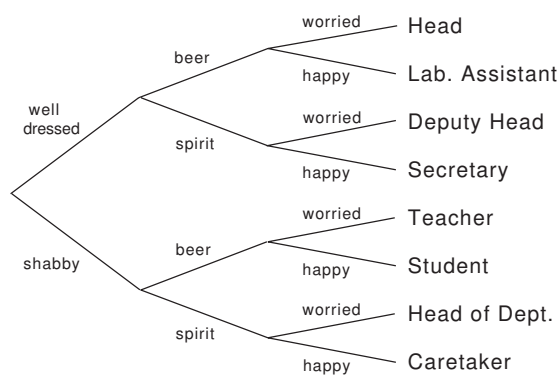 worried
Head
beer
happy
Lab. Assistant
well
dressed
worried
Deputy Head
spirit
happy
Secretary
worried
Teacher
beer
shabby
happy
Student
worried
Head of Dept.
spirit
happy
Caretaker